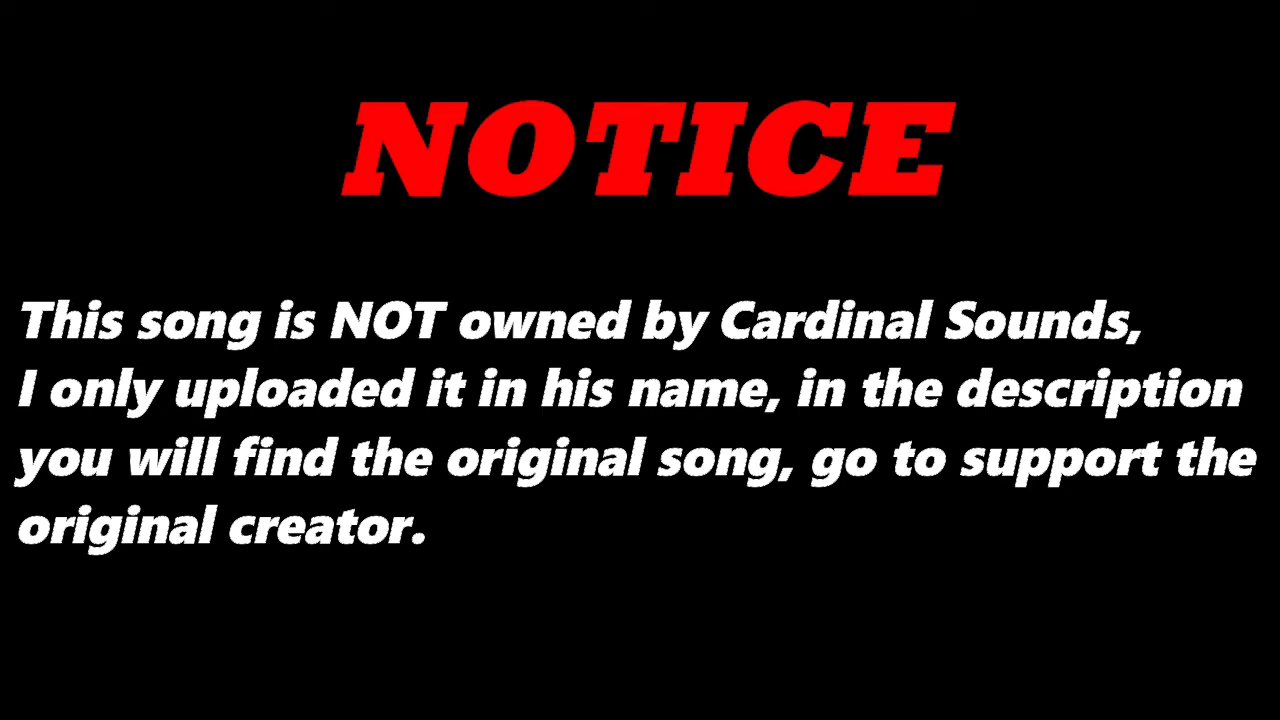 NOTICE
This song is NOT owned by Cardinal Sounds,
I only uploaded it in his name, in the description
you will find the original song, go to support the
original creator.